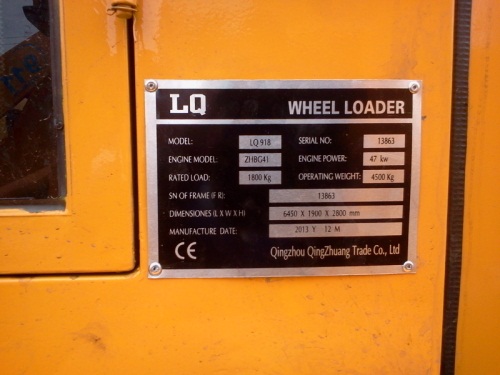 LQ WHEEL LOADER
MODEL: LQ 918 SERIAL NO: 13863
ENGINE MODEL: ZHBG41 ENGINE POWER: 47 kw
RATED LOAD: 1800 Kg OPERATING WEIGHT: 4500 Kg
SN OF FRAME (F R): 13863
DIMENSIONES (L X W X H) 6450 X 1900 X 2800 mm
MANUFACTURE DATE: 2013 Y 12 M
CE Qingzhou QingZhuang Trade Co., Ltd